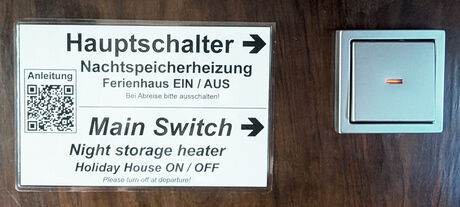 Hauptschalter →
Nachtspeicherheizung
Anleitung
Ferienhaus EIN / AUS
Bei Abreise bitte ausschalten!
Main Switch →
Night storage heater
Holiday House ON / OFF
Please turn off at departure!